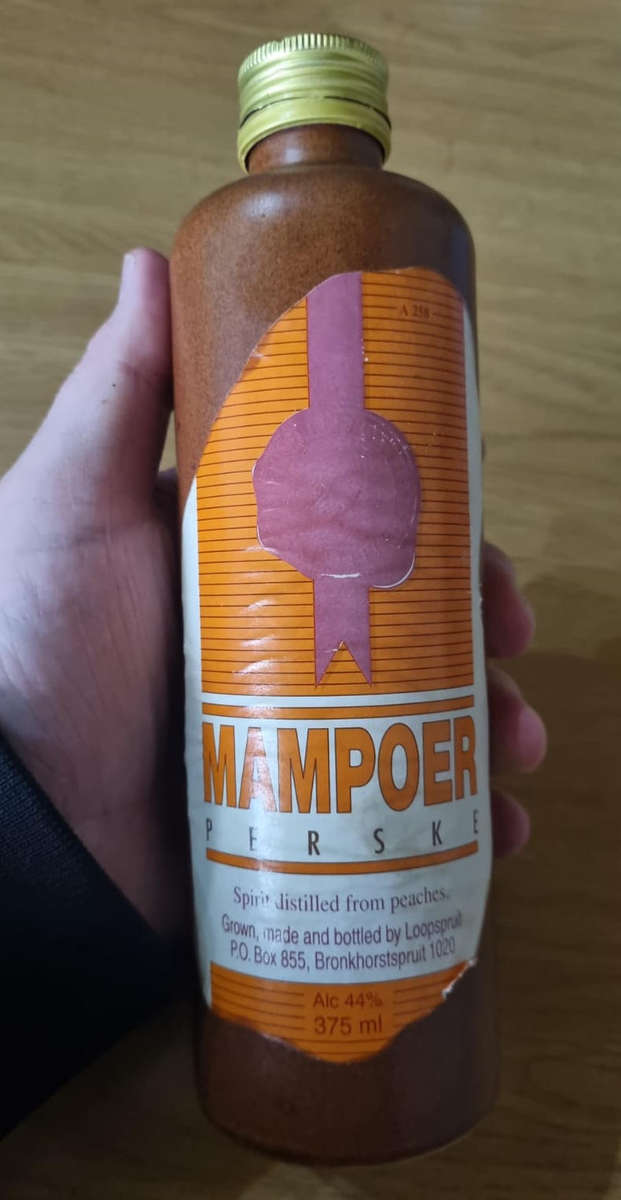 A 258
MAMPOER
PERSKE
Spirit distilled from peaches.
Grown, made and bottled by Loopspruit
P.O. Box 855, Bronkhorstspruit 1020
Alc 44%
375 ml